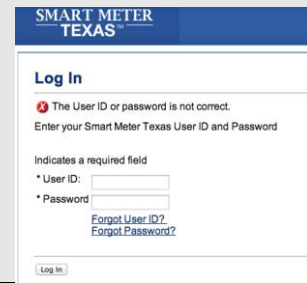 SMART METER
TEXAS™
Log In
The User ID or password is not correct.
Enter your Smart Meter Texas User ID and Password
Indicates a required field
* User ID:
* Password
Forgot User ID?
Forgot Password?
Log In